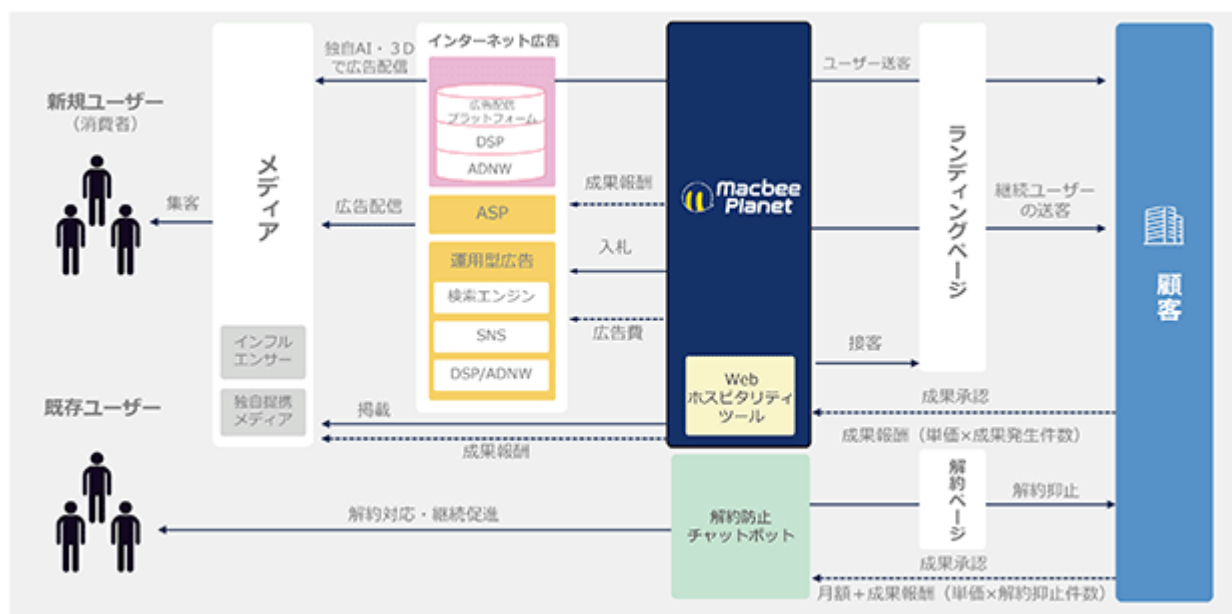 新規ユーザー
（消費者）
集客
既存ユーザー
メディア
インフル
エンサー
独自提携
メディア
独自AI・３D
で広告配信
広告配信
インターネット広告
広告配信
プラットフォーム
DSP
ADNW
ASP
運用型広告
検索エンジン
SNS
DSP/ADNW
成果報酬
入札
広告費
掲載
成果報酬
解約対応・継続促進
Macbee
Planet
Web
ホスピタリティ
ツール
解約防止
チャットボット
ユーザー送客
接客
ランディングページ
継続ユーザー
の送客
成果承認
成果報酬（単価×成果発生件数）
解約ページ
解約抑止
成果承認
月額＋成果報酬（単価×解約抑止件数）
顧客